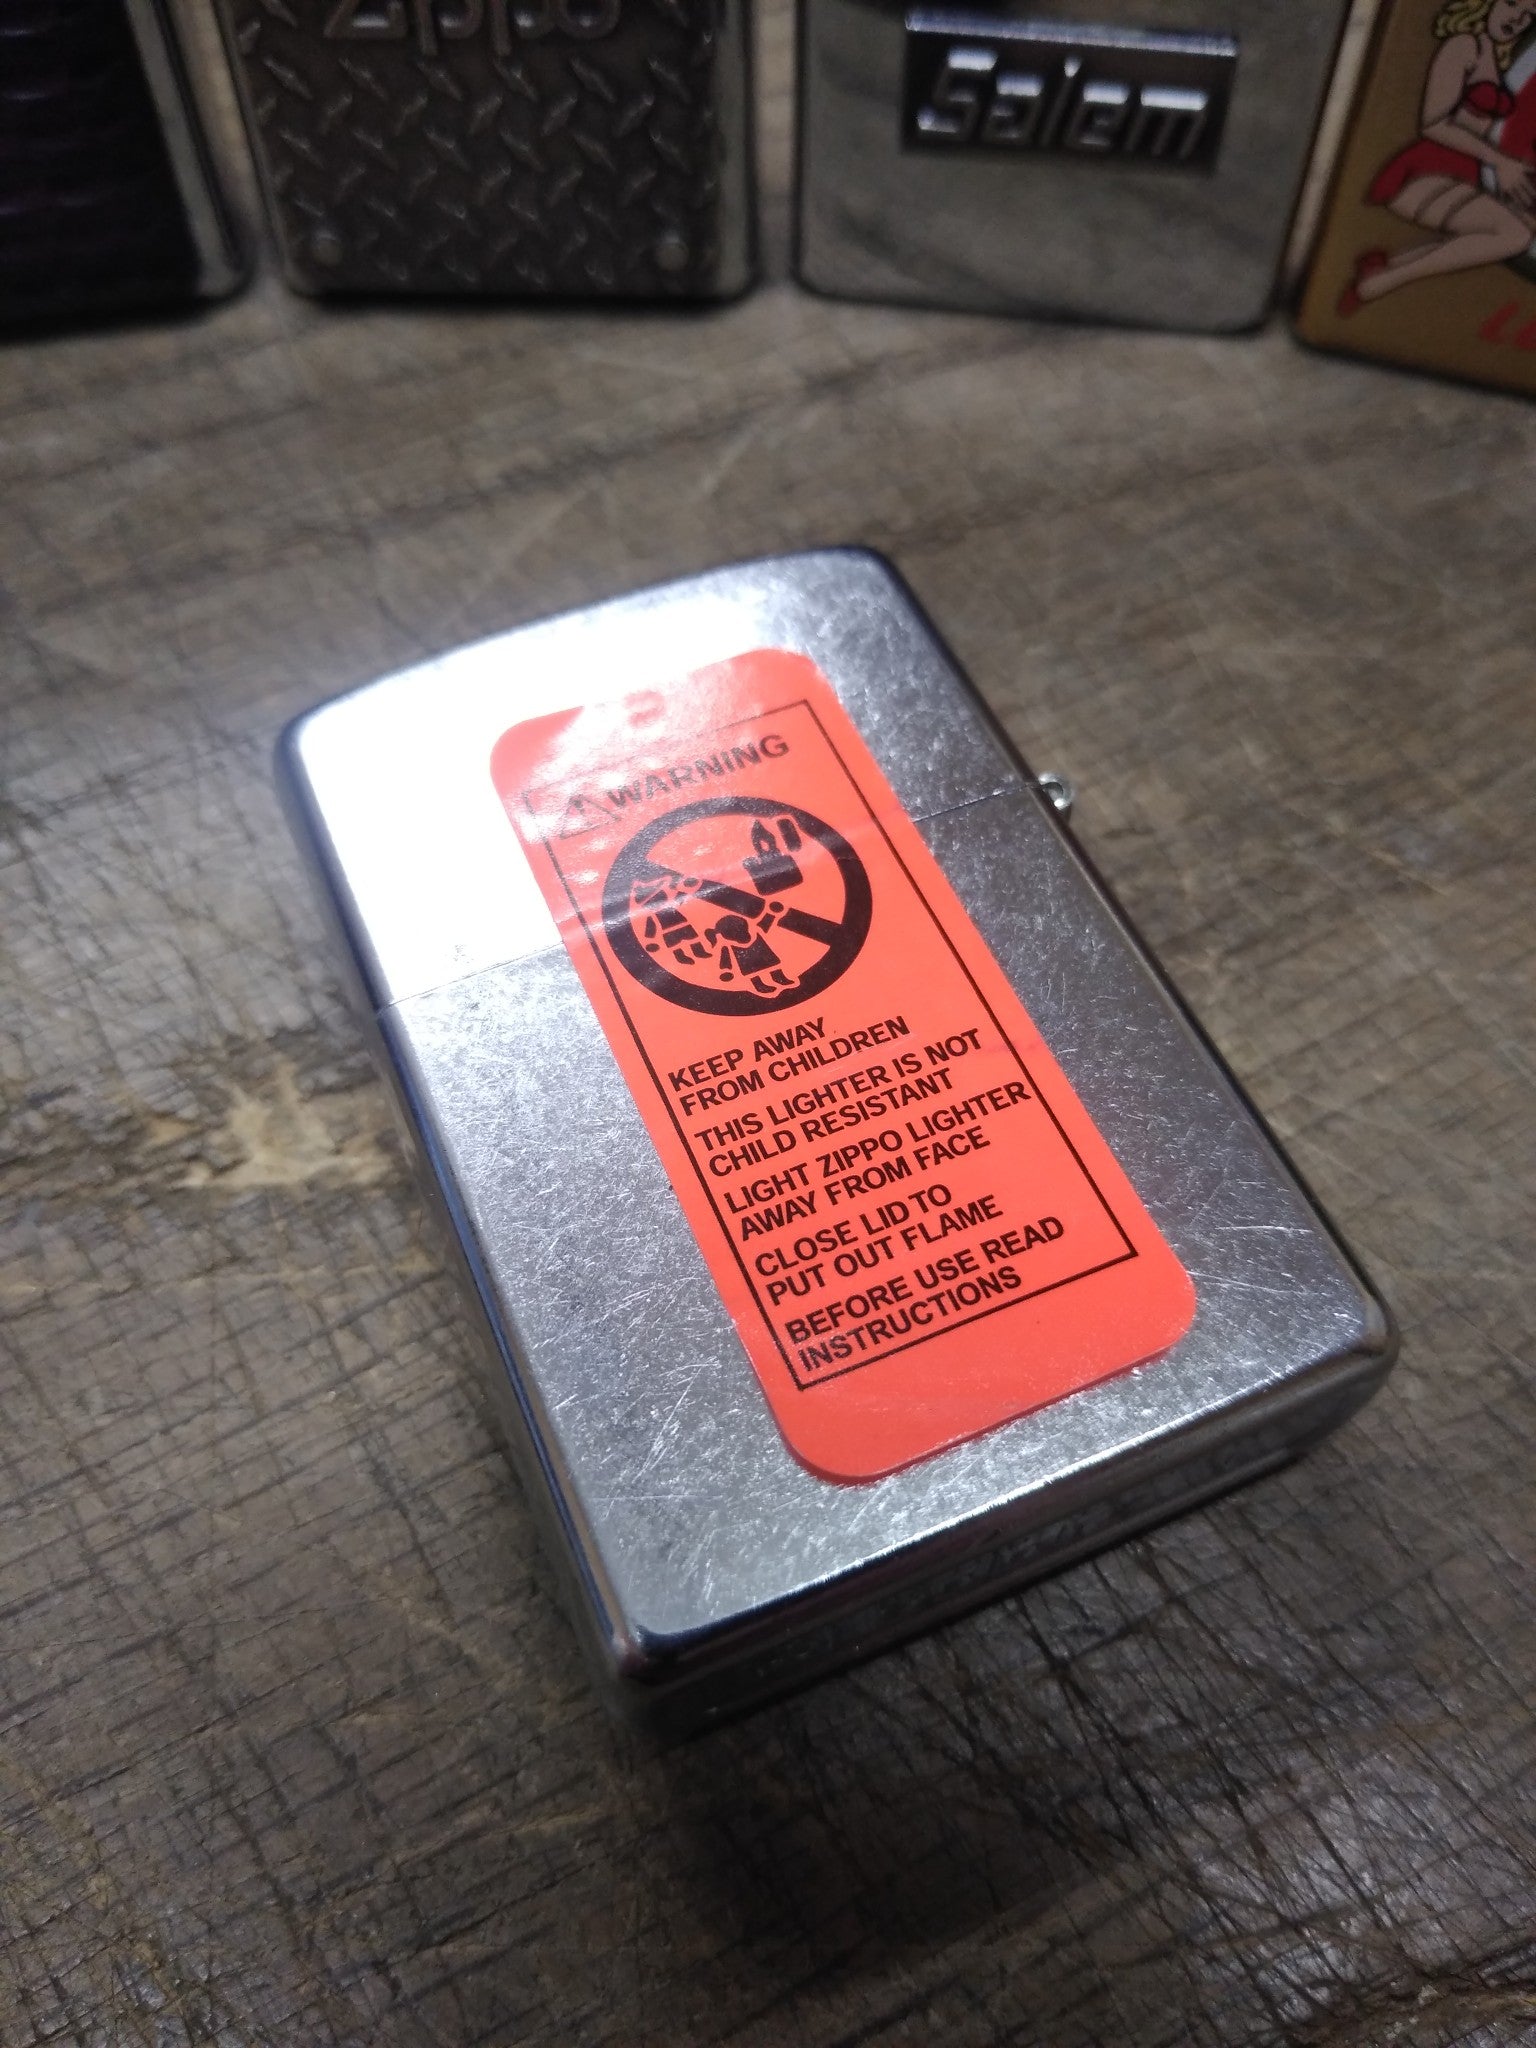 Zippo
Salem
WARNING
KEEP AWAY
FROM CHILDREN
THIS LIGHTER IS NOT
CHILD RESISTANT
LIGHT ZIPPO LIGHTER
AWAY FROM FACE
CLOSE LID TO
PUT OUT FLAME
BEFORE USE READ
INSTRUCTIONS